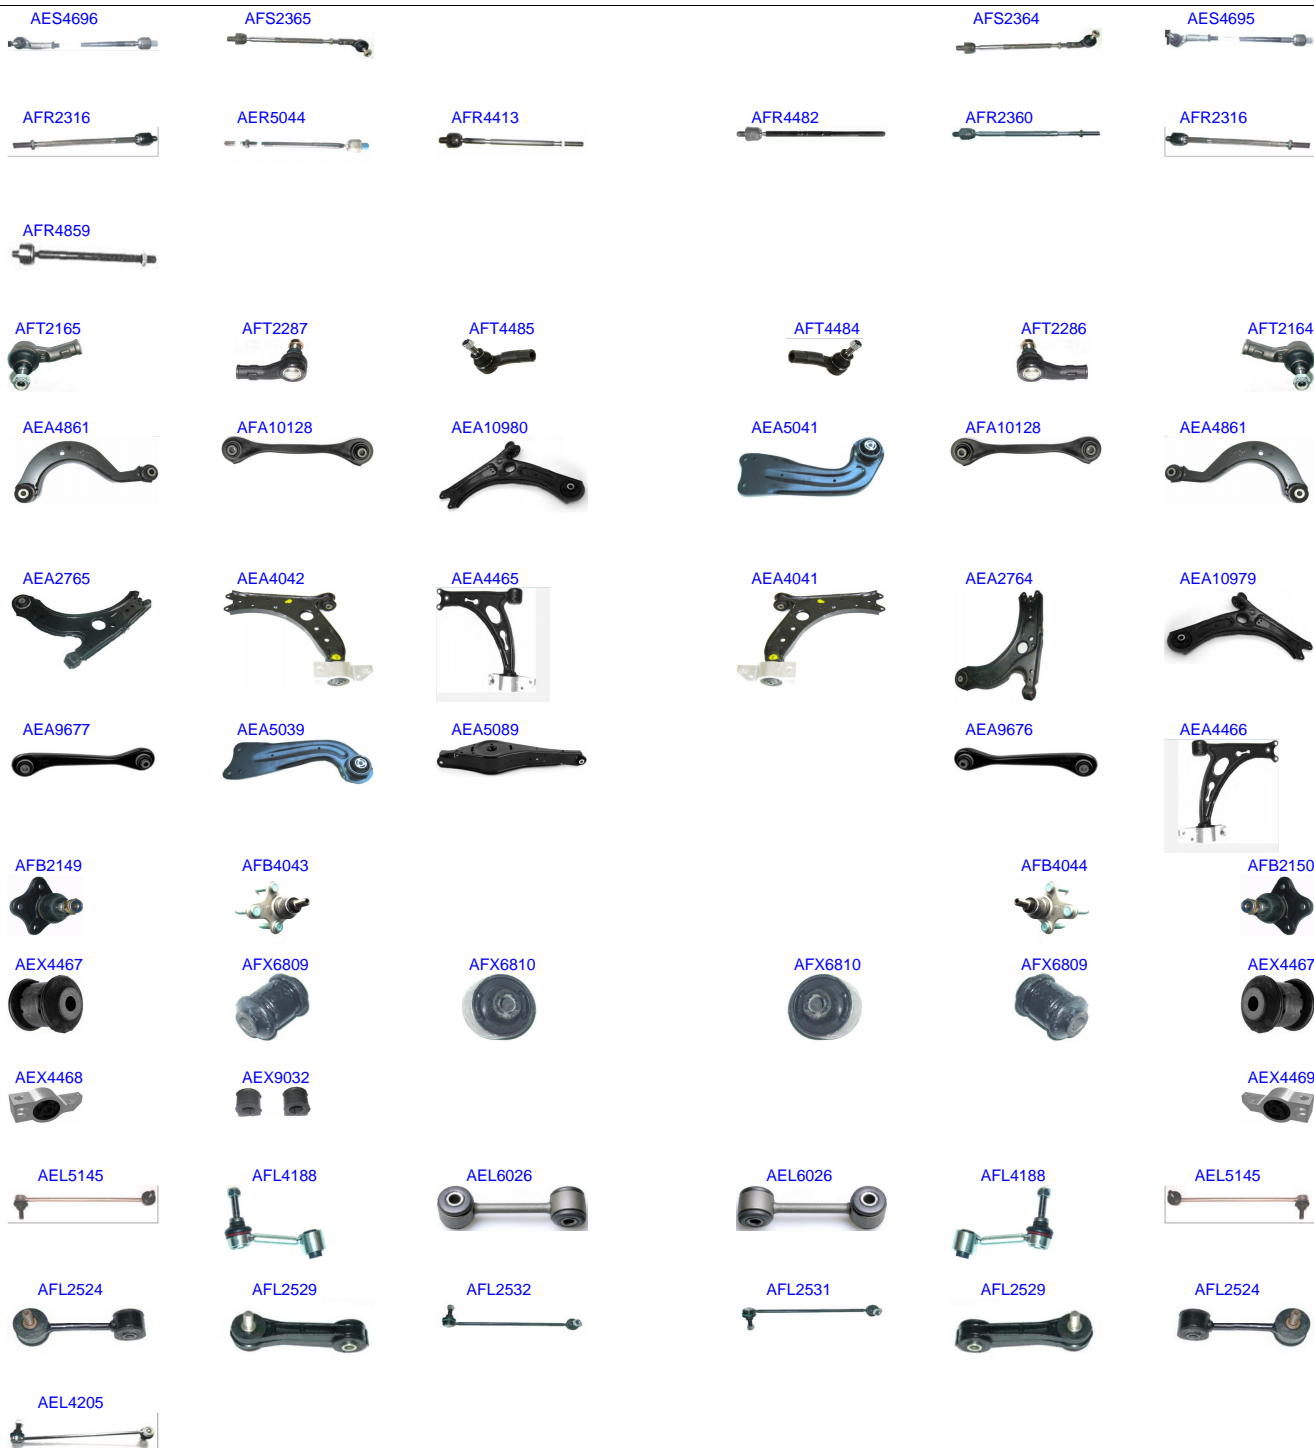 AES4696 AFS2365 AFS2364 AES4695
AFR2316 AER5044 AFR4413 AFR4482 AFR2360 AFR2316
AFR4859
AFT2165 AFT2287 AFT4485 AFT4484 AFT2286 AFT2164
AEA4861 AFA10128 AEA10980 AEA5041 AFA10128 AEA4861
AEA2765 AEA4042 AEA4465 AEA4041 AEA2764 AEA10979
AEA9677 AEA5039 AEA5089 AEA9676 AEA4466
AFB2149 AFB4043 AFB4044 AFB2150
AEX4467 AFX6809 AFX6810 AFX6810 AFX6809 AEX4467
AEX4468 AEX9032 AEX4469
AEL5145 AFL4188 AEL6026 AEL6026 AFL4188 AEL5145
AFL2524 AFL2529 AFL2532 AFL2531 AFL2529 AFL2524
AEL4205